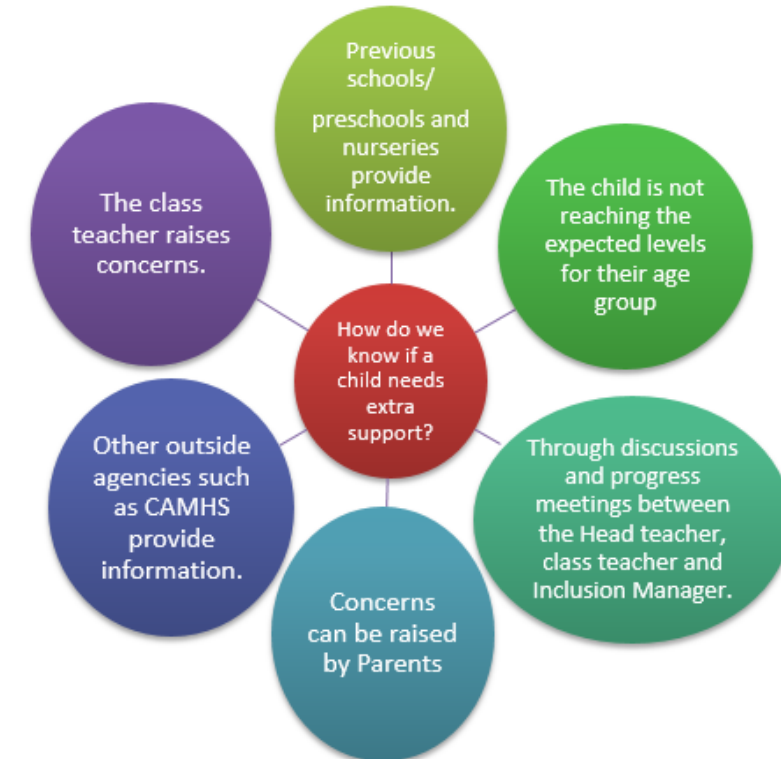 Previous
schools/
preschools and
nurseries
provide
information.
The child is not
reaching the
expected levels
for their age
group
Through discussions
and progress
meetings between
the Head teacher,
class teacher and
Inclusion Manager.
Concerns
can be raised
by Parents
Other outside
agencies such
as CAMHS
provide
information.
The class
teacher raises
concerns.
How do we
know if a
child needs
extra
support?